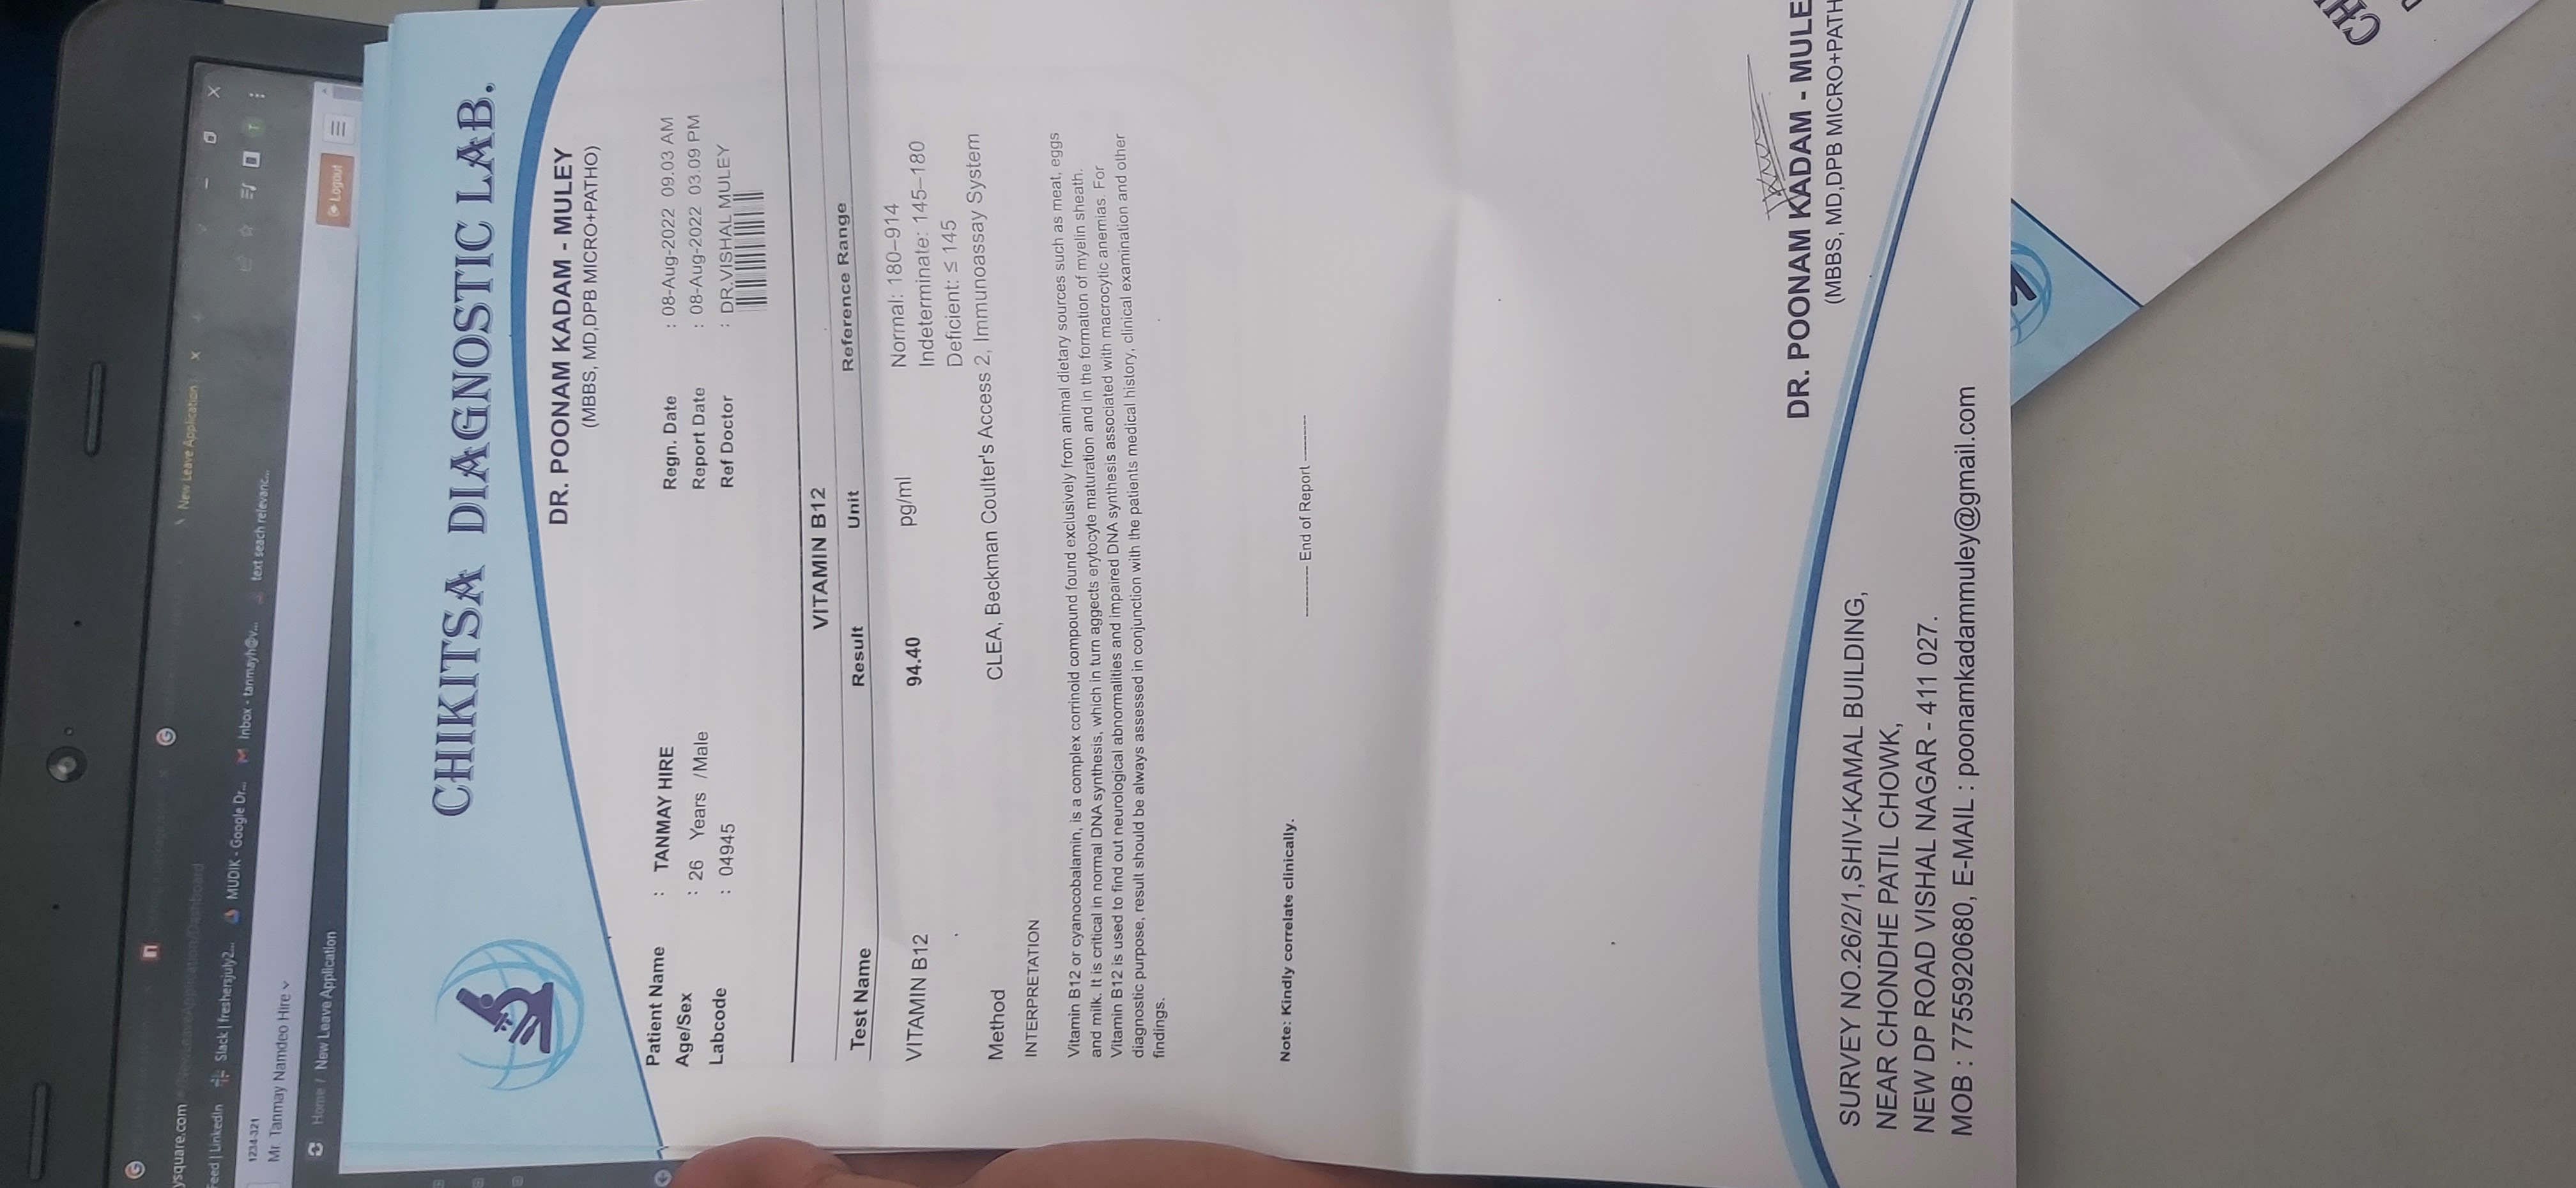 ysquare.com
NewLeaveApplication/Dashboard
New Leave Application
Feed | LinkedIn
Slack | freshersjuly2...
MUDIK - Google Dr...
Inbox - tanmayh@v...
text seach relevanc...
1234-321
Mr. Tanmay Namdeo Hire
Home / New Leave Application
Logout
CHIKITSA DIAGNOSTIC LAB.
DR. POONAM KADAM - MULEY
(MBBS, MD,DPB MICRO+PATHO)
Patient Name : TANMAY HIRE
Age/Sex : 26 Years /Male
Labcode : 04945
Regn. Date : 08-Aug-2022 09.03 AM
Report Date : 08-Aug-2022 03.09 PM
Ref Doctor : DR.VISHAL MULEY
VITAMIN B12
Test Name Result Unit Reference Range
VITAMIN B12 94.40 pg/ml Normal: 180–914
Indeterminate: 145–180
Deficient: ≤ 145
Method CLEA, Beckman Coulter's Access 2, Immunoassay System
INTERPRETATION
Vitamin B12 or cyanocobalamin, is a complex corrinoid compound found exclusively from animal dietary sources such as meat, eggs
and milk. It is critical in normal DNA synthesis, which in turn aggects erytocyte maturation and in the formation of myelin sheath.
Vitamin B12 is used to find out neurological abnormalities and impaired DNA synthesis associated with macrocytic anemias. For
diagnostic purpose, result should be always assessed in conjunction with the patients medical history, clinical examination and other
findings.
Note: Kindly correlate clinically.
---------- End of Report ---------
DR. POONAM KADAM - MULE
(MBBS, MD,DPB MICRO+PATH
SURVEY NO.26/2/1,SHIV-KAMAL BUILDING,
NEAR CHONDHE PATIL CHOWK,
NEW DP ROAD VISHAL NAGAR - 411 027.
MOB : 7755920680, E-MAIL : poonamkadammuley@gmail.com
CH